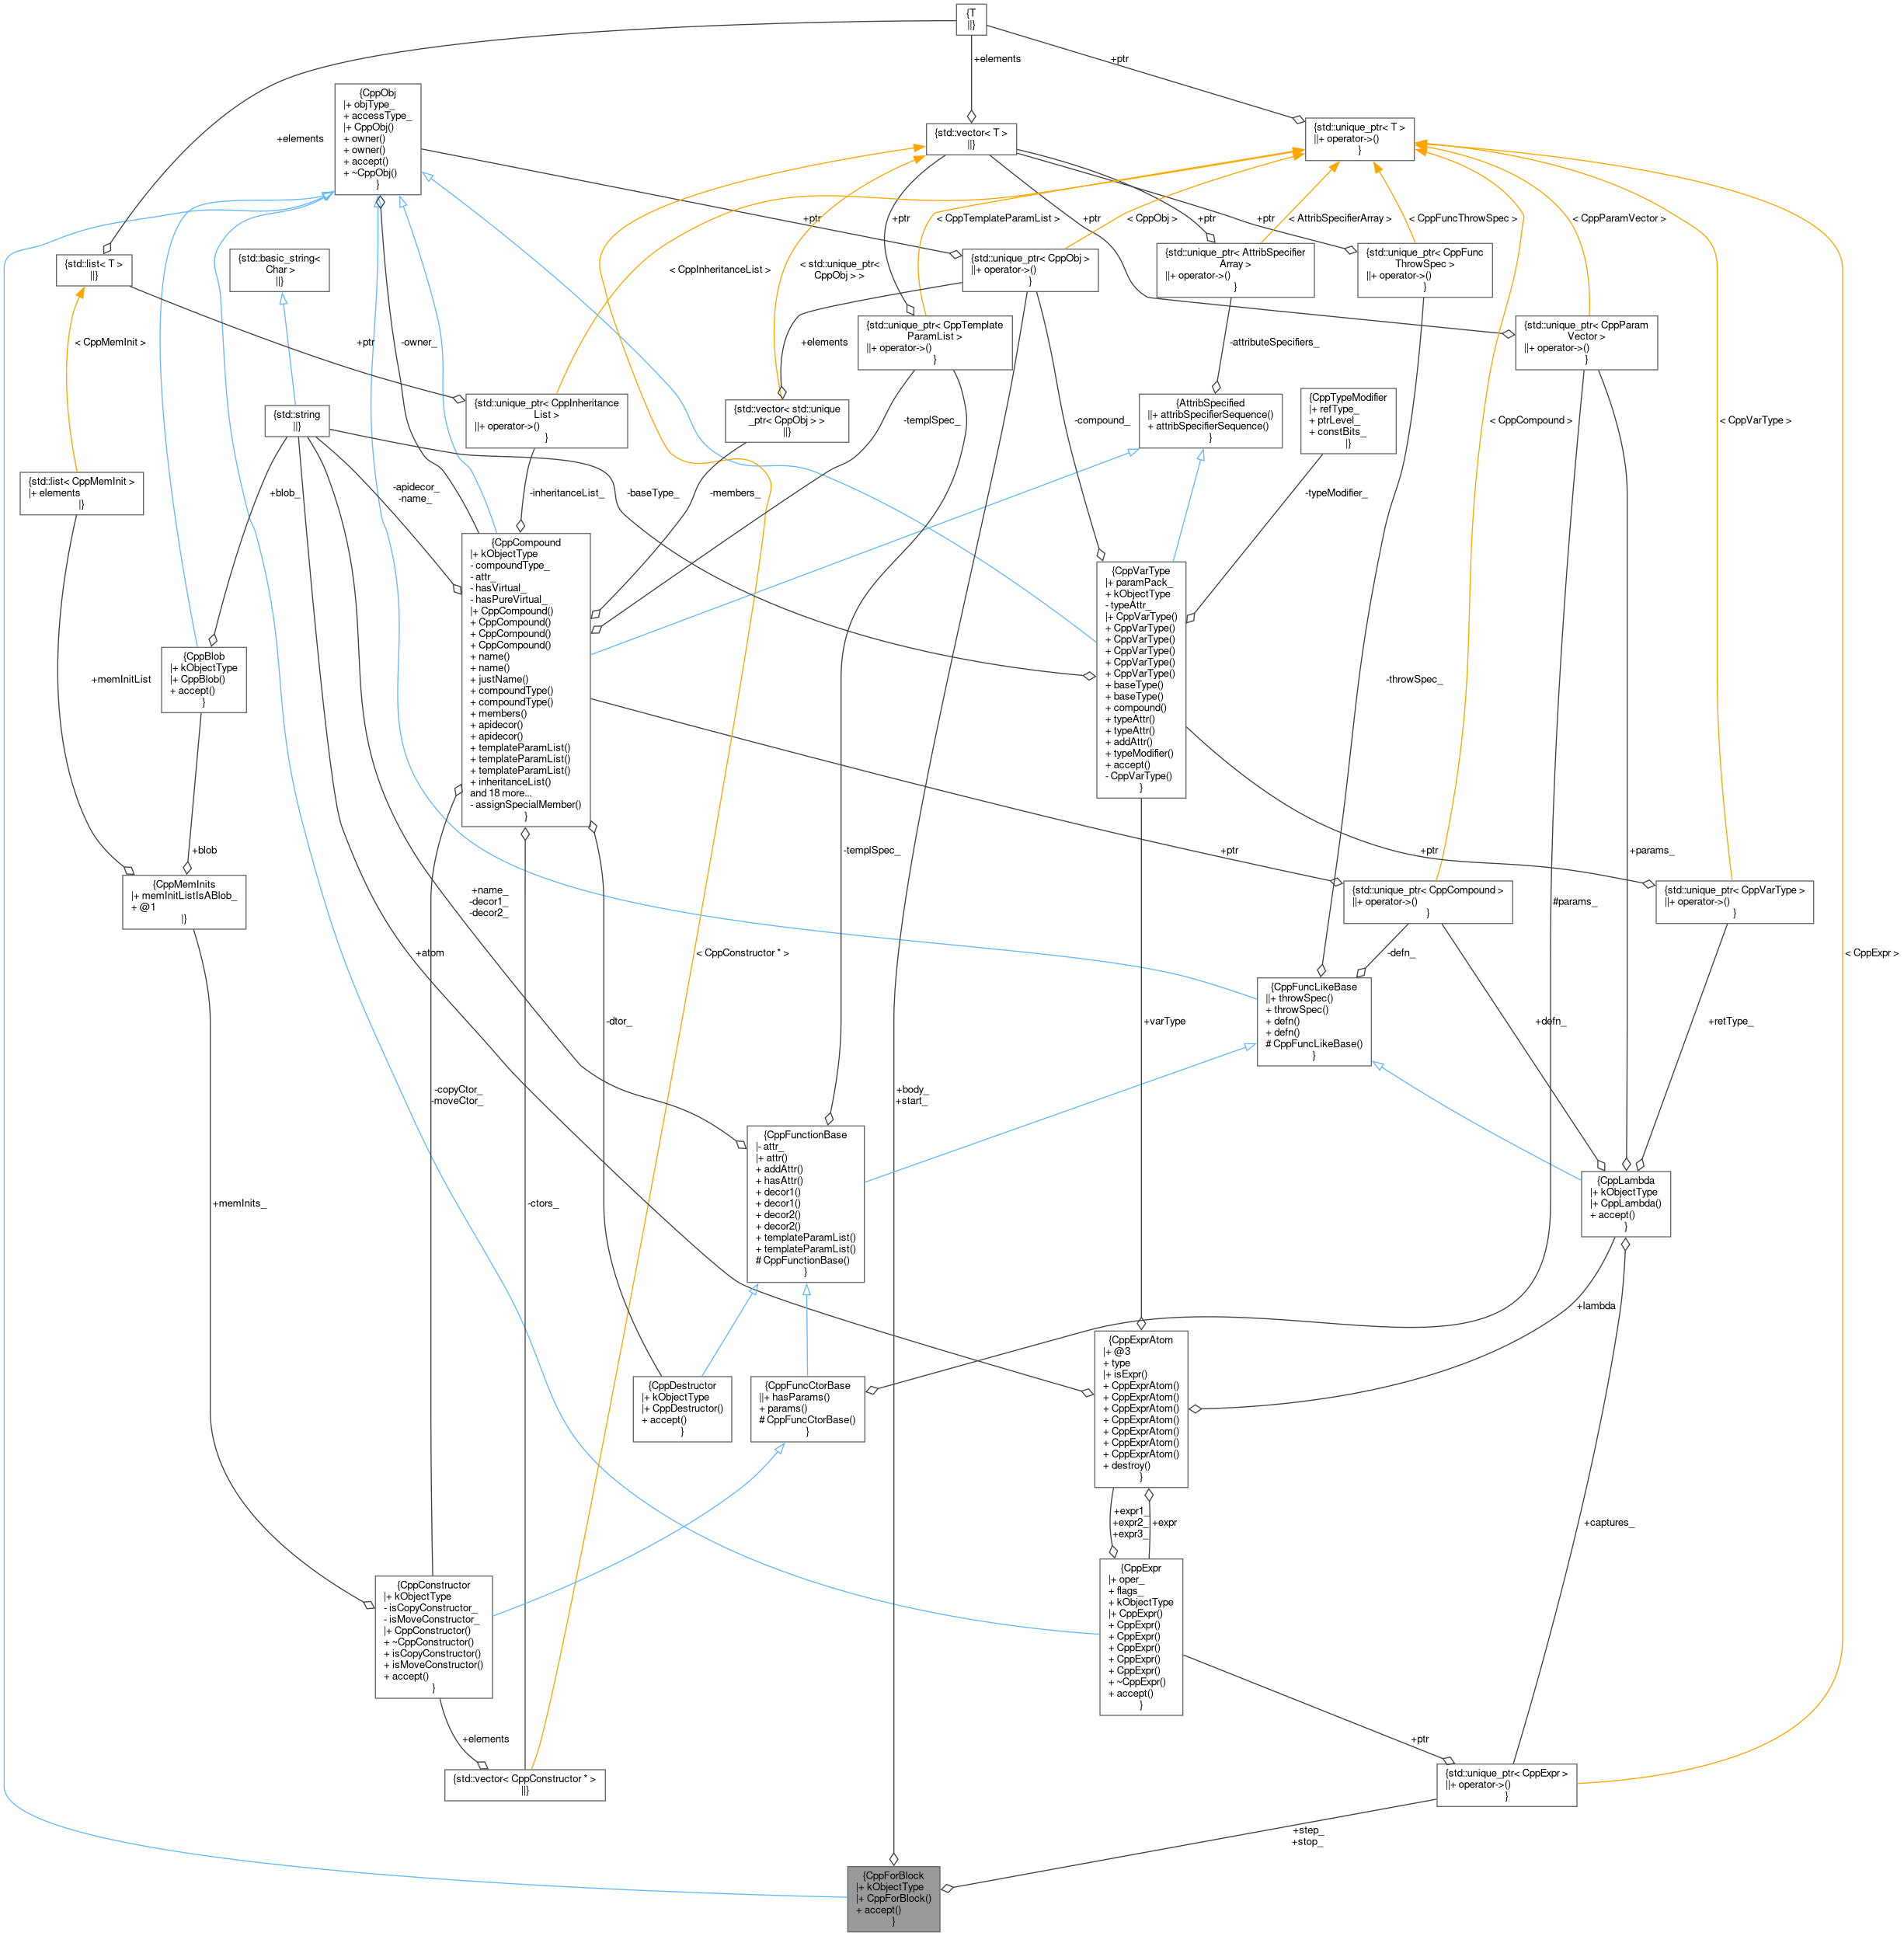 {T
||}
+elements
+ptr
{CppObj
|+ objType_
+ accessType_
|+ CppObj()
+ owner()
+ owner()
+ accept()
+ ~CppObj()
}
{std::vector< T >
||}
{std::unique_ptr< T >
||+ operator->()
}
+elements
+ptr
+ptr
< CppTemplateParamList >
< CppObj >
+ptr
+ptr
+ptr
< AttribSpecifierArray >
< CppFuncThrowSpec >
< CppParamVector >
{std::list< T >
||}
{std::basic_string<
Char >
||}
< CppInheritanceList >
< std::unique_ptr<
CppObj > >
{std::unique_ptr< CppObj >
||+ operator->()
}
{std::unique_ptr< AttribSpecifier
Array >
||+ operator->()
}
{std::unique_ptr< CppFunc
ThrowSpec >
||+ operator->()
}
< CppMemInit >
+ptr
-owner_
+elements
{std::unique_ptr< CppTemplate
ParamList >
||+ operator->()
}
-attributeSpecifiers_
{std::unique_ptr< CppParam
Vector >
||+ operator->()
}
{std::string
||}
{std::unique_ptr< CppInheritance
List >
||+ operator->()
}
{std::vector< std::unique
_ptr< CppObj > >
||}
-templSpec_
-compound_
{AttribSpecified
||+ attribSpecifierSequence()
+ attribSpecifierSequence()
}
{CppTypeModifier
|+ refType_
+ ptrLevel_
+ constBits_
|}
< CppCompound >
< CppVarType >
{std::list< CppMemInit >
|+ elements
|}
+blob_
-apidecor_
-name_
-inheritanceList_
-baseType_
-members_
-typeModifier_
{CppCompound
|+ kObjectType
- compoundType_
- attr_
- hasVirtual_
- hasPureVirtual_
|+ CppCompound()
+ CppCompound()
+ CppCompound()
+ CppCompound()
+ name()
+ name()
+ justName()
+ compoundType()
+ compoundType()
+ members()
+ apidecor()
+ apidecor()
+ templateParamList()
+ templateParamList()
+ templateParamList()
+ inheritanceList()
and 18 more...
- assignSpecialMember()
}
{CppVarType
|+ paramPack_
+ kObjectType
- typeAttr_
|+ CppVarType()
+ CppVarType()
+ CppVarType()
+ CppVarType()
+ CppVarType()
+ CppVarType()
+ baseType()
+ baseType()
+ compound()
+ typeAttr()
+ typeAttr()
+ addAttr()
+ typeModifier()
+ accept()
- CppVarType()
}
{CppBlob
|+ kObjectType
|+ CppBlob()
+ accept()
}
+memInitList
-throwSpec_
+blob
-templSpec_
+ptr
+ptr
+params_
{CppMemInits
|+ memInitListIsABlob_
+ @1
|}
+name_
-decor1_
-decor2_
{std::unique_ptr< CppCompound >
||+ operator->()
}
#params_
{std::unique_ptr< CppVarType >
||+ operator->()
}
+atom
< CppConstructor * >
-defn_
< CppExpr >
{CppFuncLikeBase
||+ throwSpec()
+ throwSpec()
+ defn()
+ defn()
# CppFuncLikeBase()
}
-dtor_
+varType
+defn_
+retType_
-copyCtor_
-moveCtor_
+body_
+start_
{CppFunctionBase
|- attr_
|+ attr()
+ addAttr()
+ hasAttr()
+ decor1()
+ decor1()
+ decor2()
+ decor2()
+ templateParamList()
+ templateParamList()
# CppFunctionBase()
}
{CppLambda
|+ kObjectType
|+ CppLambda()
+ accept()
}
+memInits_
-ctors_
+lambda
{CppDestructor
|+ kObjectType
|+ CppDestructor()
+ accept()
}
{CppFuncCtorBase
||+ hasParams()
+ params()
# CppFuncCtorBase()
}
{CppExprAtom
|+ @3
+ type
|+ isExpr()
+ CppExprAtom()
+ CppExprAtom()
+ CppExprAtom()
+ CppExprAtom()
+ CppExprAtom()
+ CppExprAtom()
+ CppExprAtom()
+ destroy()
}
+expr1_
+expr2_
+expr3_
+expr
+captures_
{CppConstructor
|+ kObjectType
- isCopyConstructor_
- isMoveConstructor_
|+ CppConstructor()
+ ~CppConstructor()
+ isCopyConstructor()
+ isMoveConstructor()
+ accept()
}
{CppExpr
|+ oper_
+ flags_
+ kObjectType
|+ CppExpr()
+ CppExpr()
+ CppExpr()
+ CppExpr()
+ CppExpr()
+ CppExpr()
+ ~CppExpr()
+ accept()
}
+elements
+ptr
{std::vector< CppConstructor * >
||}
{std::unique_ptr< CppExpr >
||+ operator->()
}
+step_
+stop_
{CppForBlock
|+ kObjectType
|+ CppForBlock()
+ accept()
}